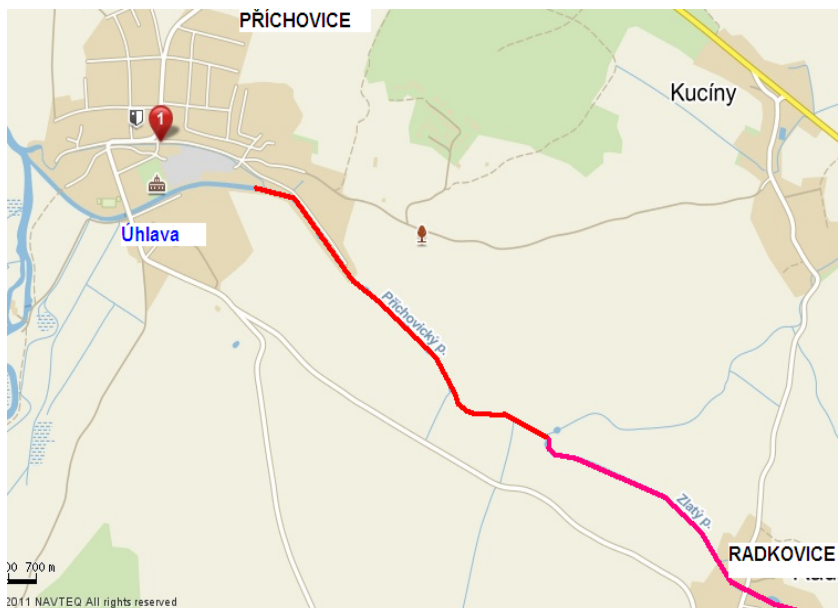 PŘÍCHOVICE
Kucíny
1
Úhlava
Příchovický p.
Zlatý p.
RADKOVICE
700 m
2011 NAVTEQ All rights reserved